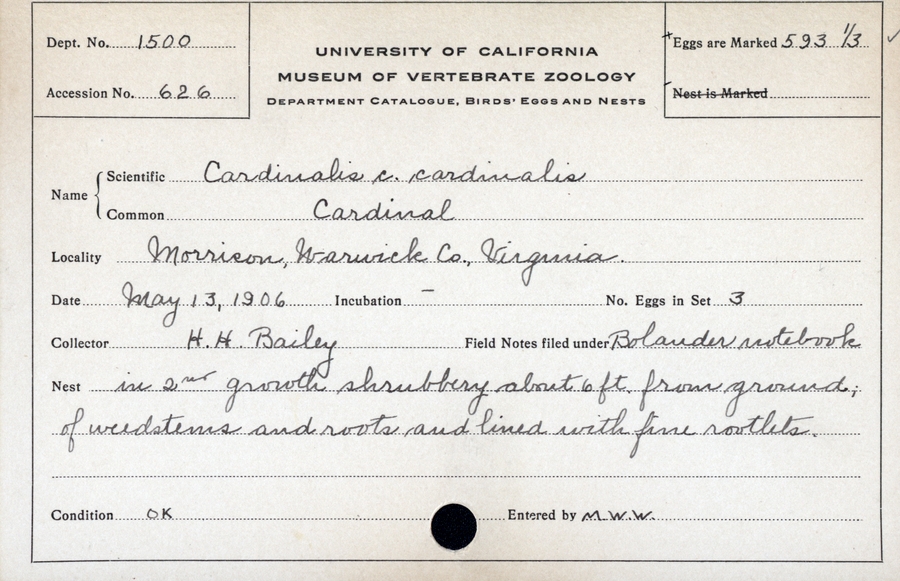 Dept. No. 1500
Accession No. 626
UNIVERSITY OF CALIFORNIA
MUSEUM OF VERTEBRATE ZOOLOGY
DEPARTMENT CATALOGUE, BIRDS' EGGS AND NESTS
+Eggs are Marked 593 1/3 ✓
Nest is Marked
Name { Scientific Cardinalis c. cardinalis
Common Cardinal
Locality Morrison, Warwick Co., Virginia.
Date May 13, 1906 Incubation – No. Eggs in Set 3
Collector H. H. Bailey Field Notes filed under Bolander notebook
Nest in 2nd growth shrubbery about 6 ft. from ground;
of weedstems and roots and lined with fine rootlets.
Condition OK Entered by M.W.W.